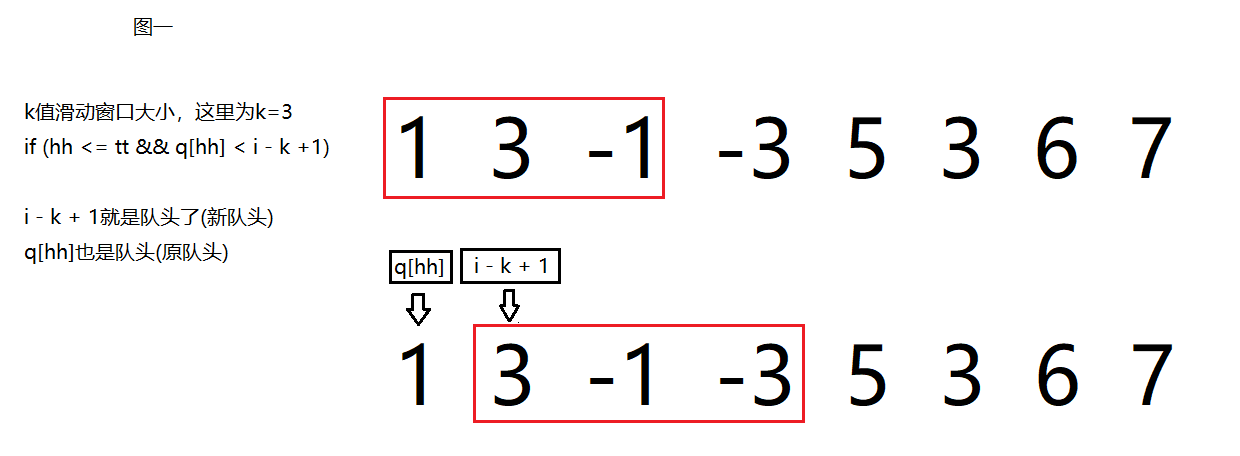 图一
k值滑动窗口大小，这里为k=3
if (hh <= tt && q[hh] < i - k +1)
i - k + 1就是队头了(新队头)
q[hh]也是队头(原队头)
1 3 -1 -3 5 3 6 7
q[hh] i - k + 1
1 3 -1 -3 5 3 6 7